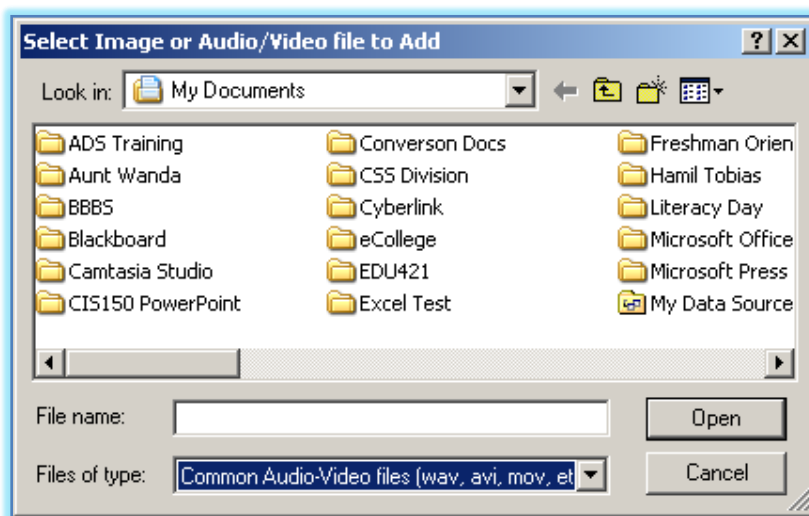 Select Image or Audio/Video file to Add
Look in: My Documents
ADS Training
Aunt Wanda
BBBS
Blackboard
Camtasia Studio
CIS150 PowerPoint
Converson Docs
CSS Division
Cyberlink
eCollege
EDU421
Excel Test
Freshman Orien
Hamil Tobias
Literacy Day
Microsoft Office
Microsoft Press
My Data Source
File name:
Open
Files of type: Common Audio-Video files (wav, avi, mov, et
Cancel